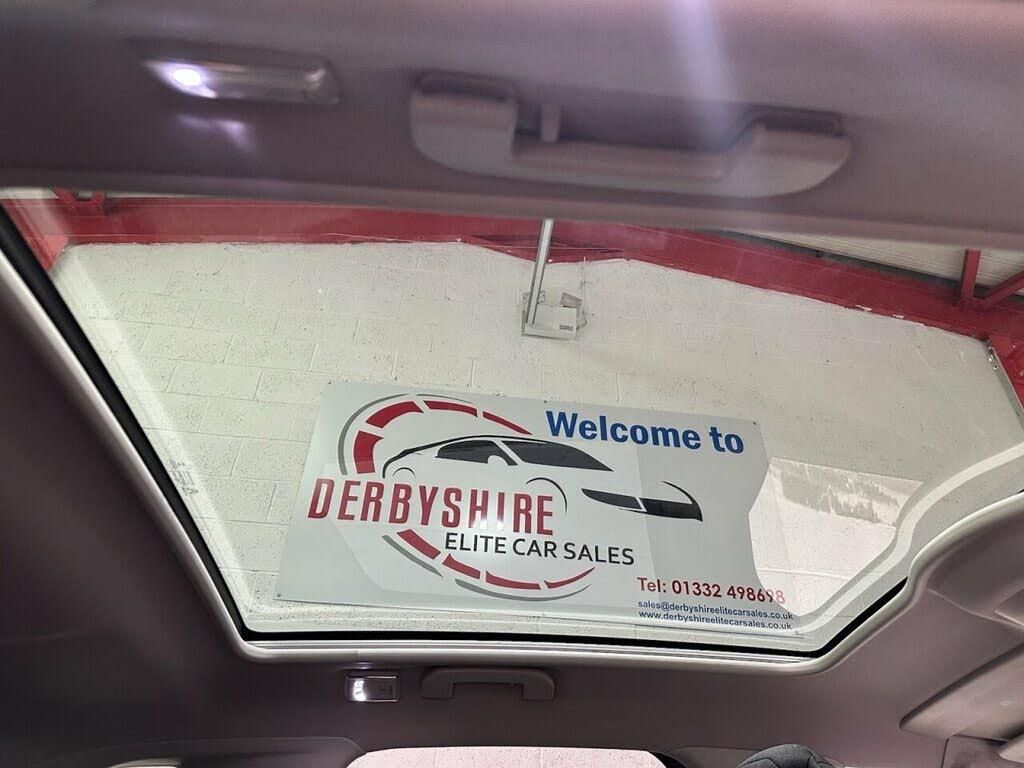 Welcome to
DERBYSHIRE
ELITE CAR SALES
Tel: 01332 498698
sales@derbyshireelitecarsales.co.uk
www.derbyshireelitecarsales.co.uk